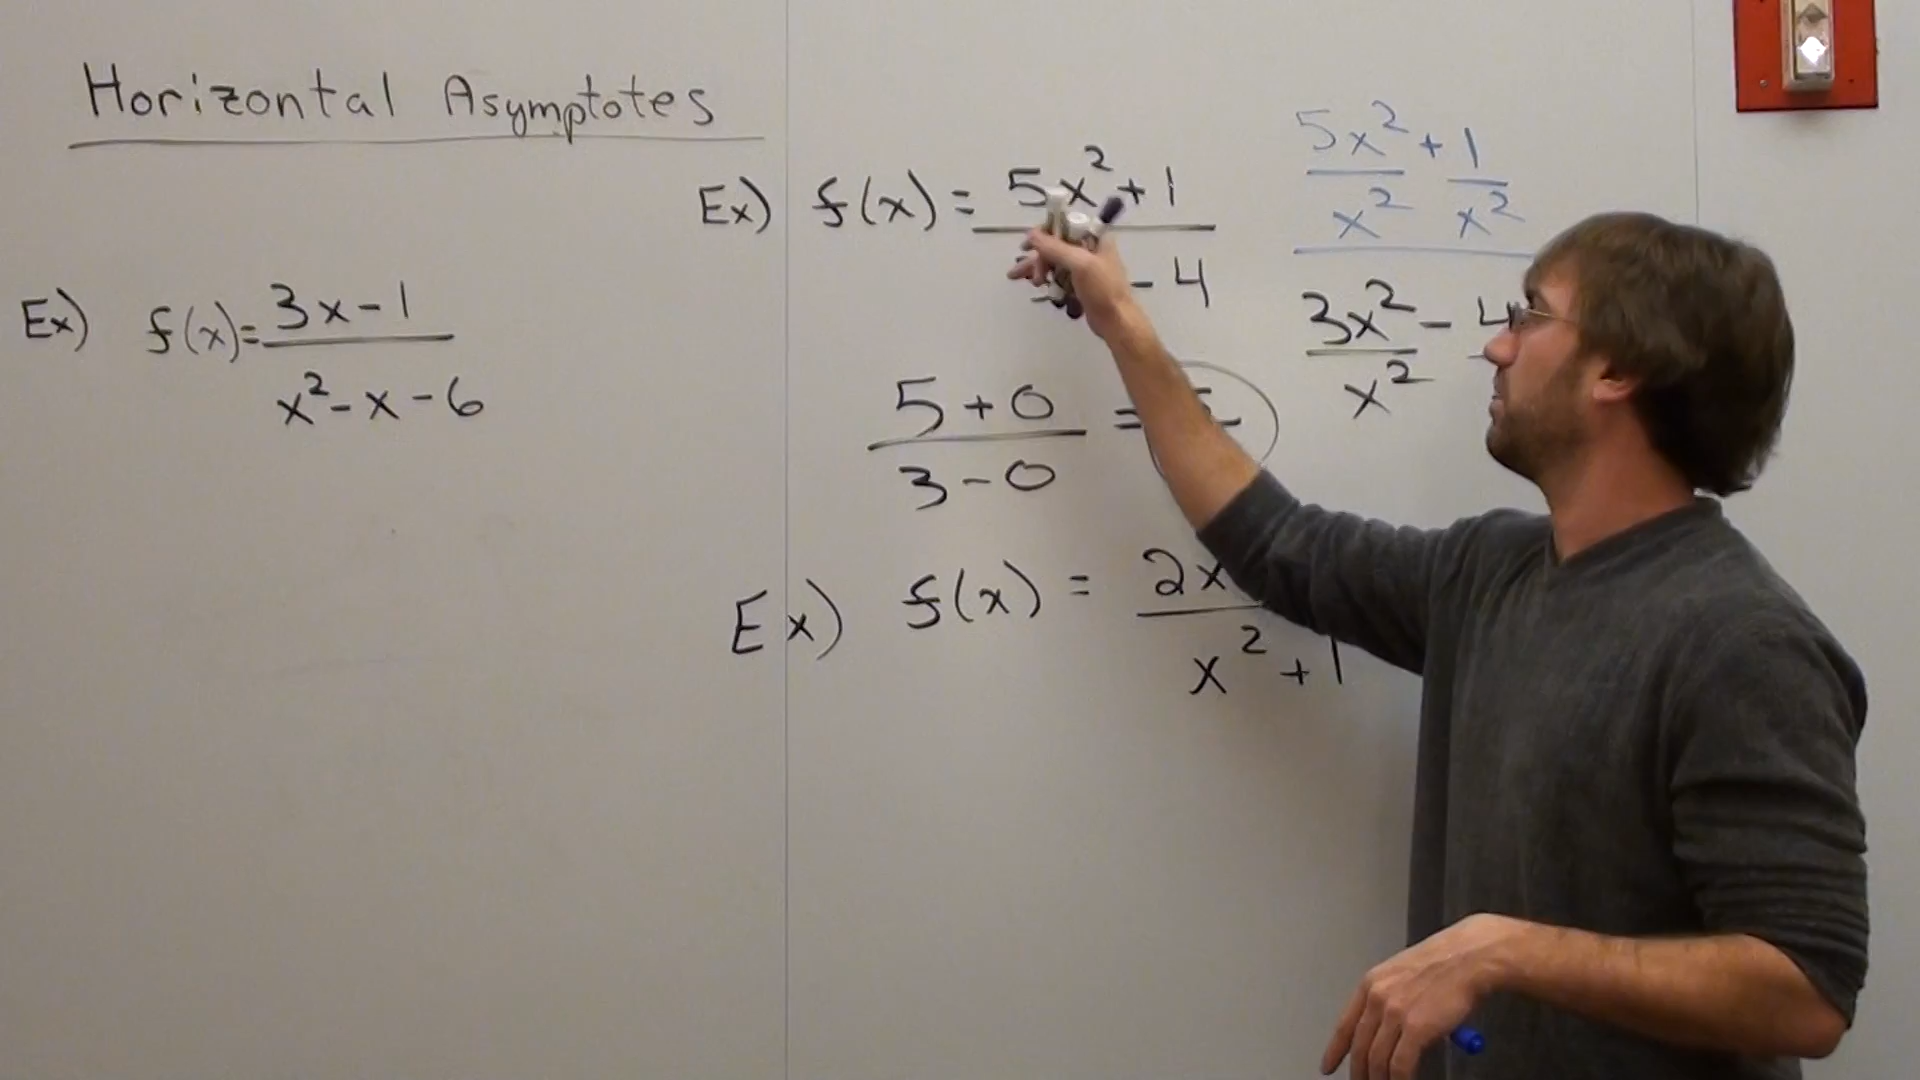 Horizontal Asymptotes
Ex) f(x)= 3x-1
x²-x-6
Ex) f(x)= 5x²+1
-4
5+0 =
3-0
5x² + 1
x² x²
3x² - 4
x²
Ex) f(x) = 2x
x²+1